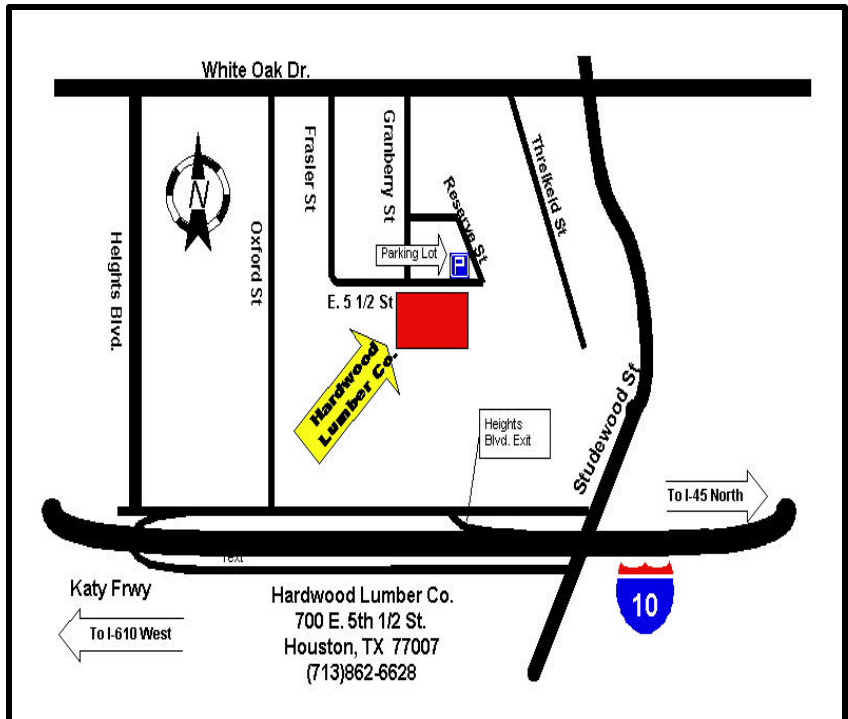 White Oak Dr.
Heights Blvd.
N
Oxford St
Frasier St
Granberry St
Reserve St
Threlkeld St
Parking Lot
P
E. 5 1/2 St
Hardwood
Lumber Co.
Heights
Blvd. Exit
Studewood St
To I-45 North
Text
Katy Frwy
To I-610 West
10
Hardwood Lumber Co.
700 E. 5th 1/2 St.
Houston, TX 77007
(713)862-6628